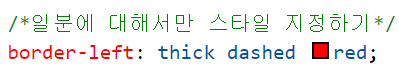 /*일분에 대해서만 스타일 지정하기*/
border-left: thick dashed red;